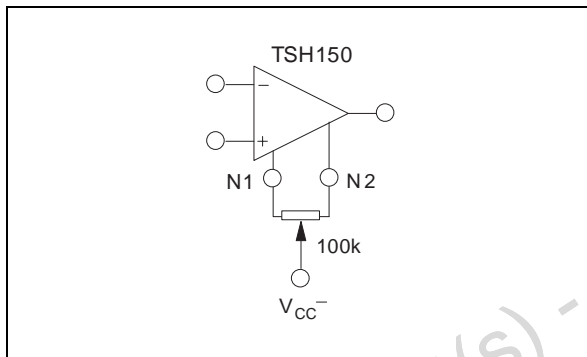 TSH150
−
+
N1 N2
100k
VCC−
(s) -